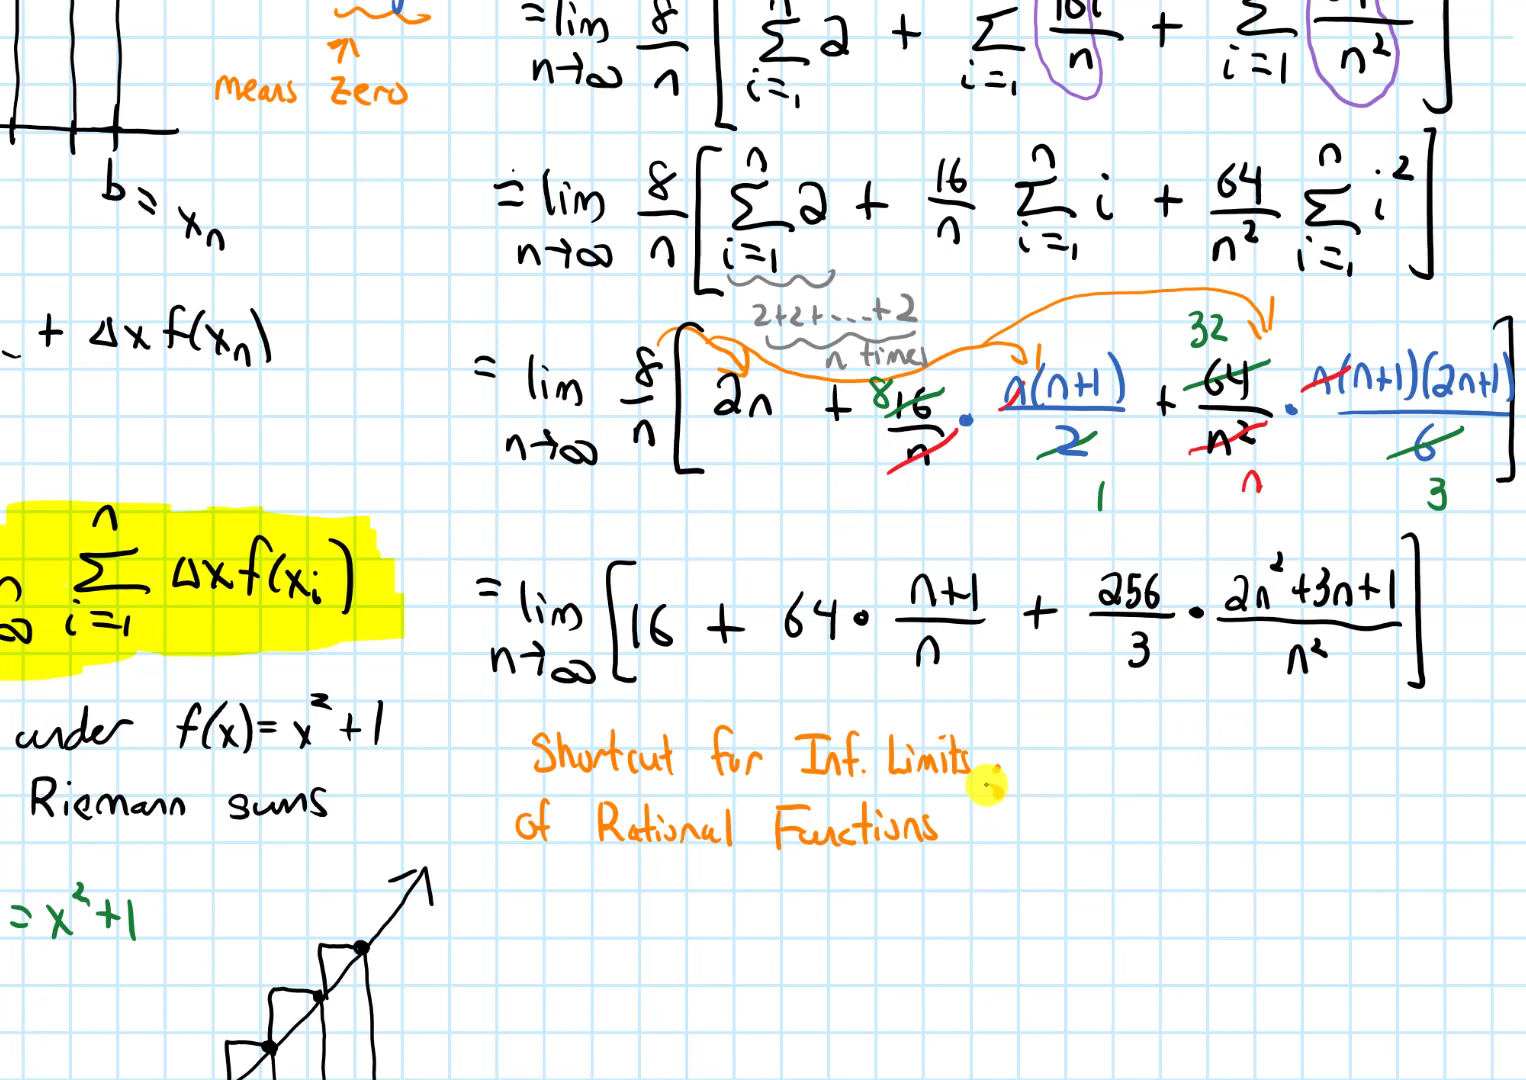 means Zero
b = xₙ
+ Δx f(xₙ)
n
Σ Δx f(xᵢ)
i=1
under f(x) = x² + 1
Riemann sums
= x² + 1
= lim n→∞ 8/n [ Σ i=1 2 + Σ i=1 n + Σ i=1 n² ]
= lim n→∞ 8/n [ Σ i=1 n 2 + 16/n Σ i=1 n i + 64/n² Σ i=1 n i² ]
2+2+...+2
n times
= lim n→∞ 8/n [ 2n + 16/n · n(n+1)/2 + 64/n² · n(n+1)(2n+1)/6 ]
8 1 32 n 3
= lim n→∞ [ 16 + 64 · n+1/n + 256/3 · 2n²+3n+1/n² ]
Shortcut for Inf. Limits :
of Rational Functions